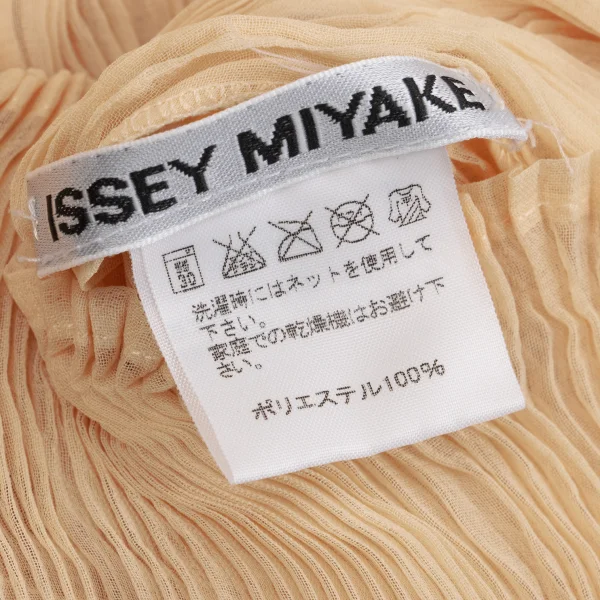 ISSEY MIYAKE
洗濯時にはネットを使用して
下さい。
家庭での乾燥機はお避け下
さい。
ポリエステル100%